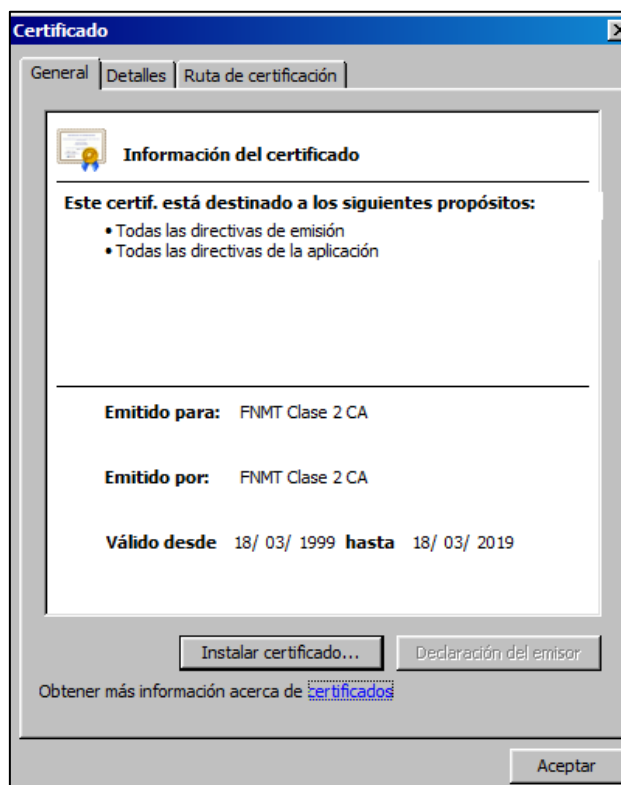 Certificado
General Detalles Ruta de certificación
Información del certificado
Este certif. está destinado a los siguientes propósitos:
• Todas las directivas de emisión
• Todas las directivas de la aplicación
Emitido para: FNMT Clase 2 CA
Emitido por: FNMT Clase 2 CA
Válido desde 18/ 03/ 1999 hasta 18/ 03/ 2019
Instalar certificado... Declaración del emisor
Obtener más información acerca de certificados
Aceptar